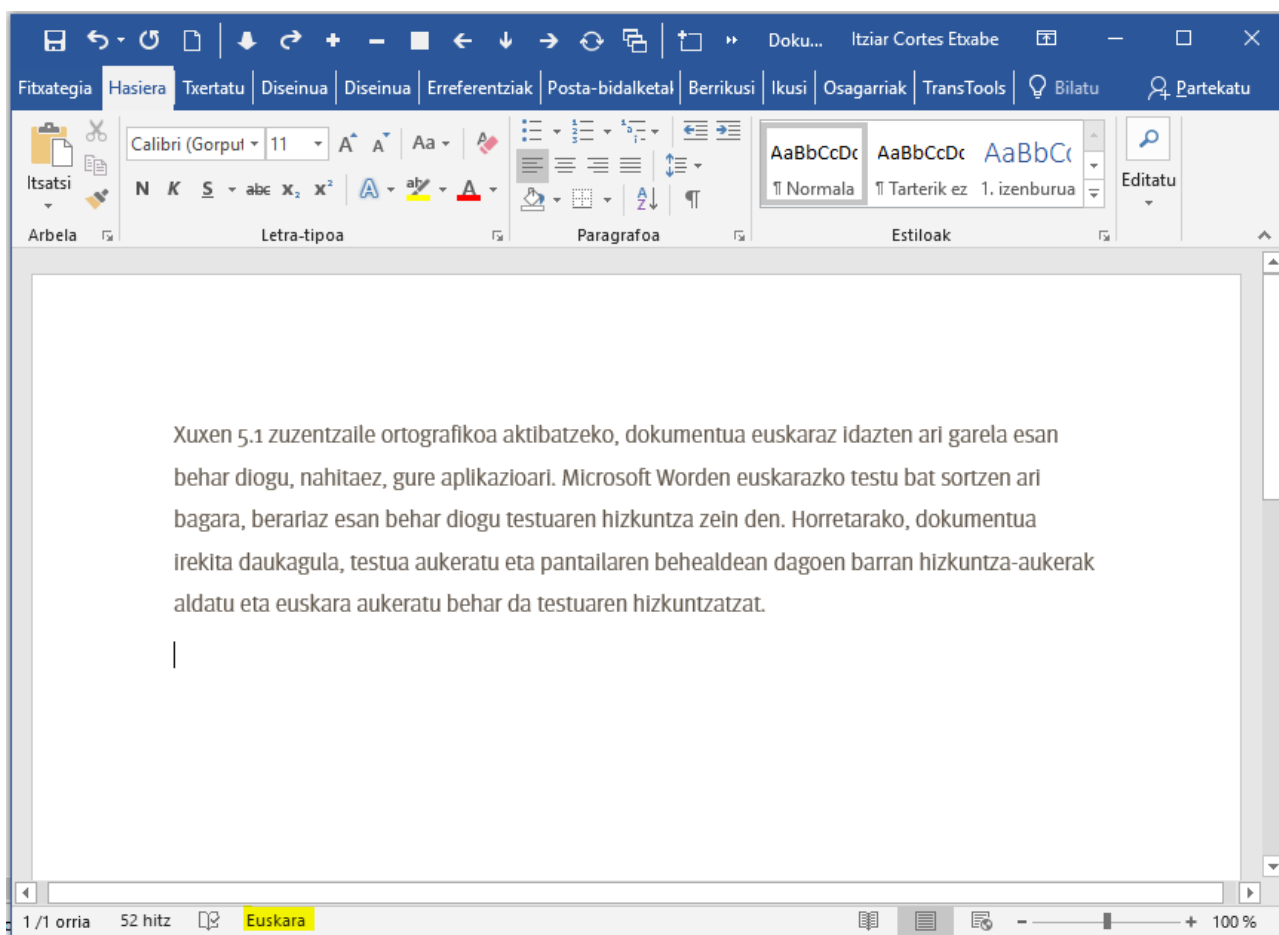 Doku... Itziar Cortes Etxabe
Fitxategia Hasiera Txertatu Diseinua Diseinua Erreferentziak Posta-bidalketal Berrikusi Ikusi Osagarriak TransTools Bilatu Partekatu
Calibri (Gorput 11 A A Aa
AaBbCcDc AaBbCcDc AaBbCc
Itsatsi
N K S abc x₂ x² A ab A
¶ Normala ¶ Tarterik ez 1. izenburua
Editatu
Arbela Letra-tipoa Paragrafoa Estiloak
Xuxen 5.1 zuzentzaile ortografikoa aktibatzeko, dokumentua euskaraz idazten ari garela esan
behar diogu, nahitaez, gure aplikazioari. Microsoft Worden euskarazko testu bat sortzen ari
bagara, berariaz esan behar diogu testuaren hizkuntza zein den. Horretarako, dokumentua
irekita daukagula, testua aukeratu eta pantailaren behealdean dagoen barran hizkuntza-aukerak
aldatu eta euskara aukeratu behar da testuaren hizkuntzatzat.
1 /1 orria 52 hitz Euskara 100 %